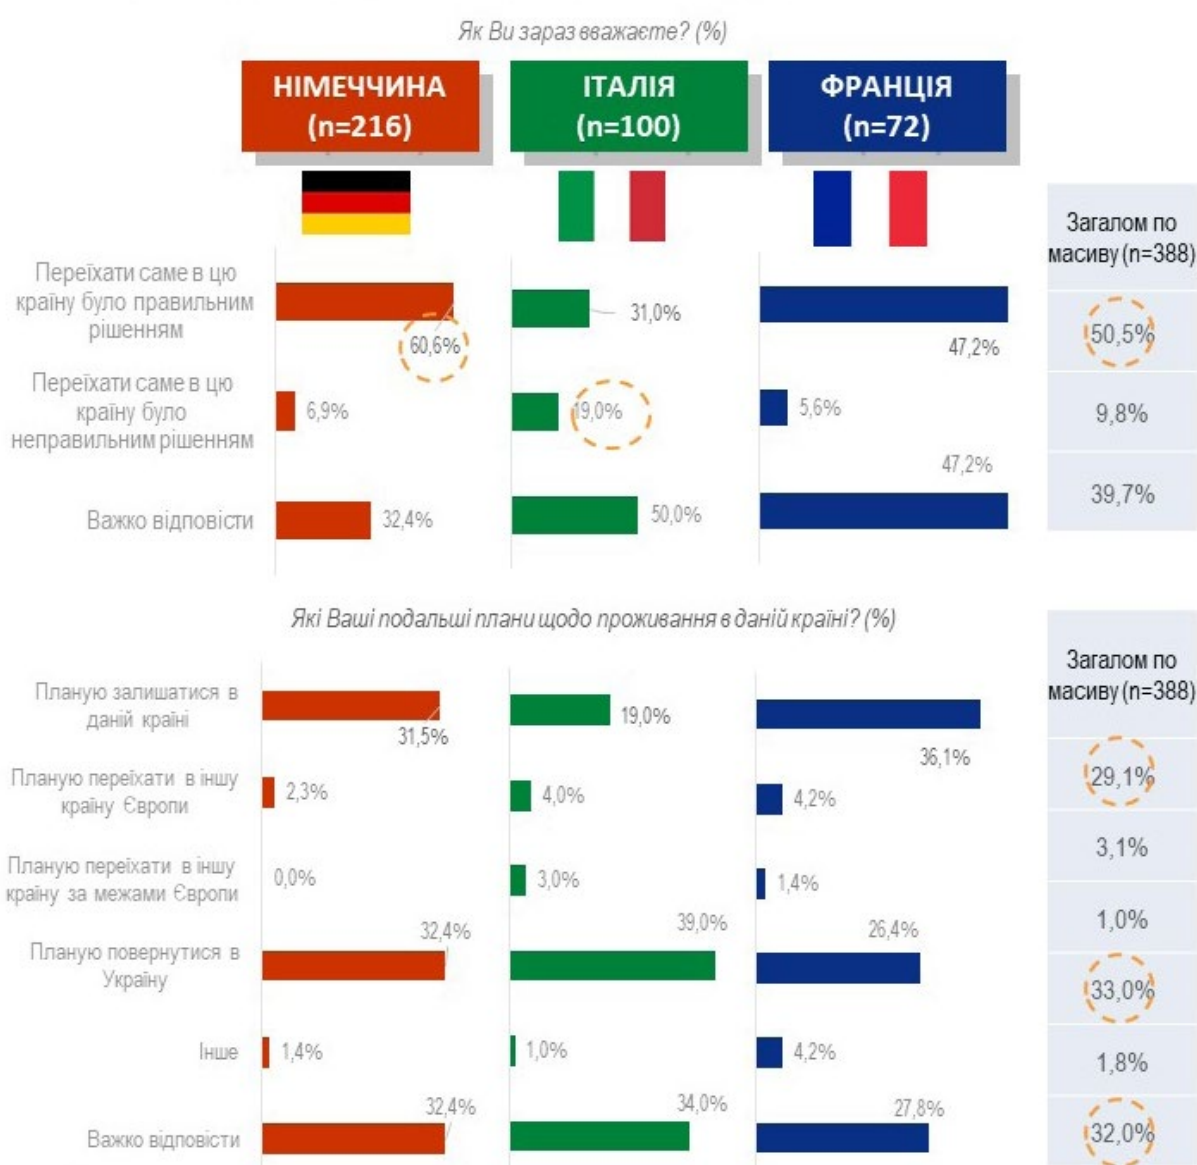 Як Ви зараз вважаєте? (%)
НІМЕЧЧИНА
(n=216)
ІТАЛІЯ
(n=100)
ФРАНЦІЯ
(n=72)
Загалом по
масиву (n=388)
Переїхати саме в цю
країну було правильним
рішенням
60,6%
31,0%
47,2%
50,5%
Переїхати саме в цю
країну було
неправильним рішенням
6,9%
19,0%
5,6%
9,8%
Важко відповісти
32,4%
50,0%
47,2%
39,7%
Які Ваші подальші плани щодо проживання в даній країні? (%)
Загалом по
масиву (n=388)
Планую залишатися в
даній країні
31,5%
19,0%
36,1%
29,1%
Планую переїхати в іншу
країну Європи
2,3%
4,0%
4,2%
3,1%
Планую переїхати в іншу
країну за межами Європи
0,0%
3,0%
1,4%
1,0%
Планую повернутися в
Україну
32,4%
39,0%
26,4%
33,0%
Інше
1,4%
1,0%
4,2%
1,8%
Важко відповісти
32,4%
34,0%
27,8%
32,0%